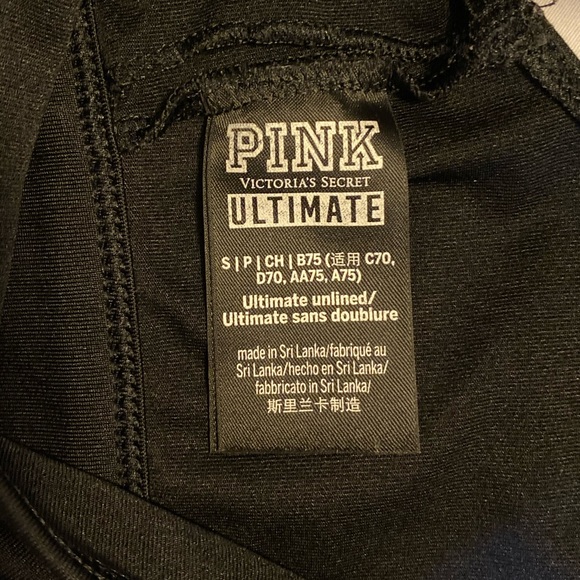 PINK
VICTORIA'S SECRET
ULTIMATE
S | P | CH | B75 (适用 C70,
D70, AA75, A75)
Ultimate unlined/
Ultimate sans doublure
made in Sri Lanka/fabriqué au
Sri Lanka/hecho en Sri Lanka/
fabbricato in Sri Lanka/
斯里兰卡制造